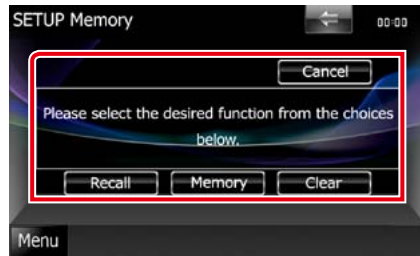 SETUP Memory 00:00
Cancel
Please select the desired function from the choices
below.
Recall Memory Clear
Menu